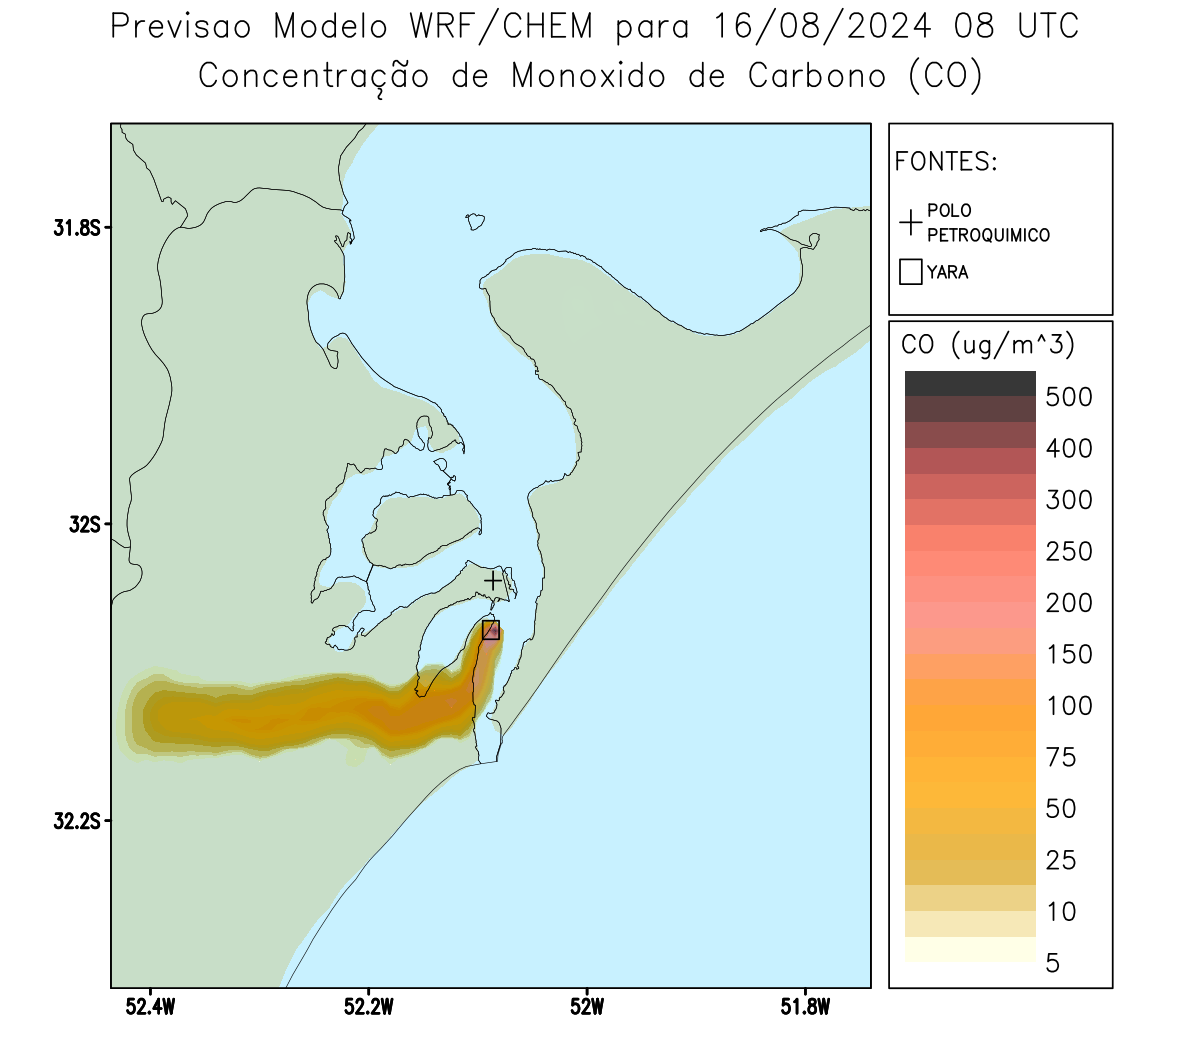 Previsao Modelo WRF/CHEM para 16/08/2024 08 UTC
Concentração de Monoxido de Carbono (CO)
FONTES:
POLO
PETROQUIMICO
YARA
CO (ug/m^3)
500
400
300
250
200
150
100
75
50
25
10
5
31.8S
32S
32.2S
52.4W
52.2W
52W
51.8W